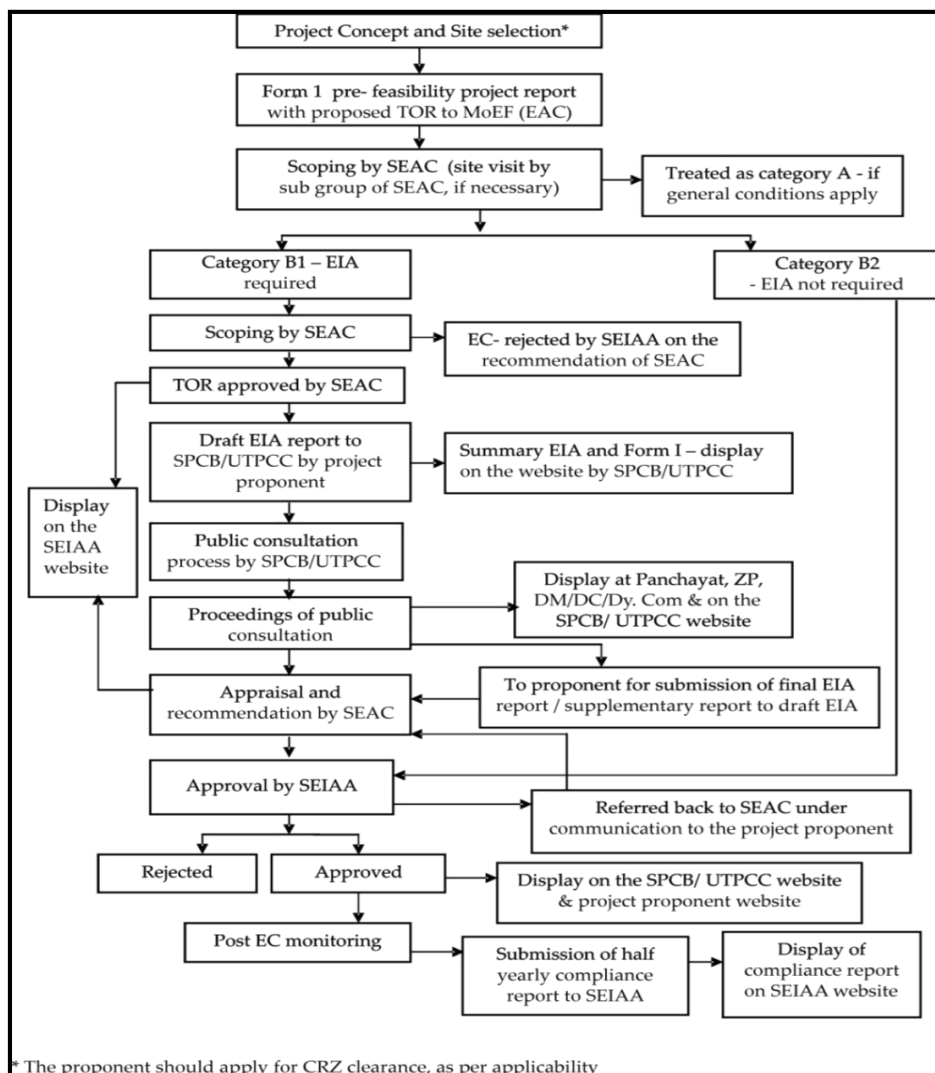 Project Concept and Site selection*
Form 1 pre- feasibility project report
with proposed TOR to MoEF (EAC)
Scoping by SEAC (site visit by
sub group of SEAC, if necessary)
Treated as category A - if
general conditions apply
Category B1 – EIA
required
Category B2
- EIA not required
Scoping by SEAC
EC- rejected by SEIAA on the
recommendation of SEAC
TOR approved by SEAC
Draft EIA report to
SPCB/UTPCC by project
proponent
Summary EIA and Form I – display
on the website by SPCB/UTPCC
Display
on the
SEIAA
website
Public consultation
process by SPCB/UTPCC
Proceedings of public
consultation
Display at Panchayat, ZP,
DM/DC/Dy. Com & on the
SPCB/ UTPCC website
Appraisal and
recommendation by SEAC
To proponent for submission of final EIA
report / supplementary report to draft EIA
Approval by SEIAA
Referred back to SEAC under
communication to the project proponent
Rejected
Approved
Display on the SPCB/ UTPCC website
& project proponent website
Post EC monitoring
Submission of half
yearly compliance
report to SEIAA
Display of
compliance report
on SEIAA website
* The proponent should apply for CRZ clearance, as per applicability